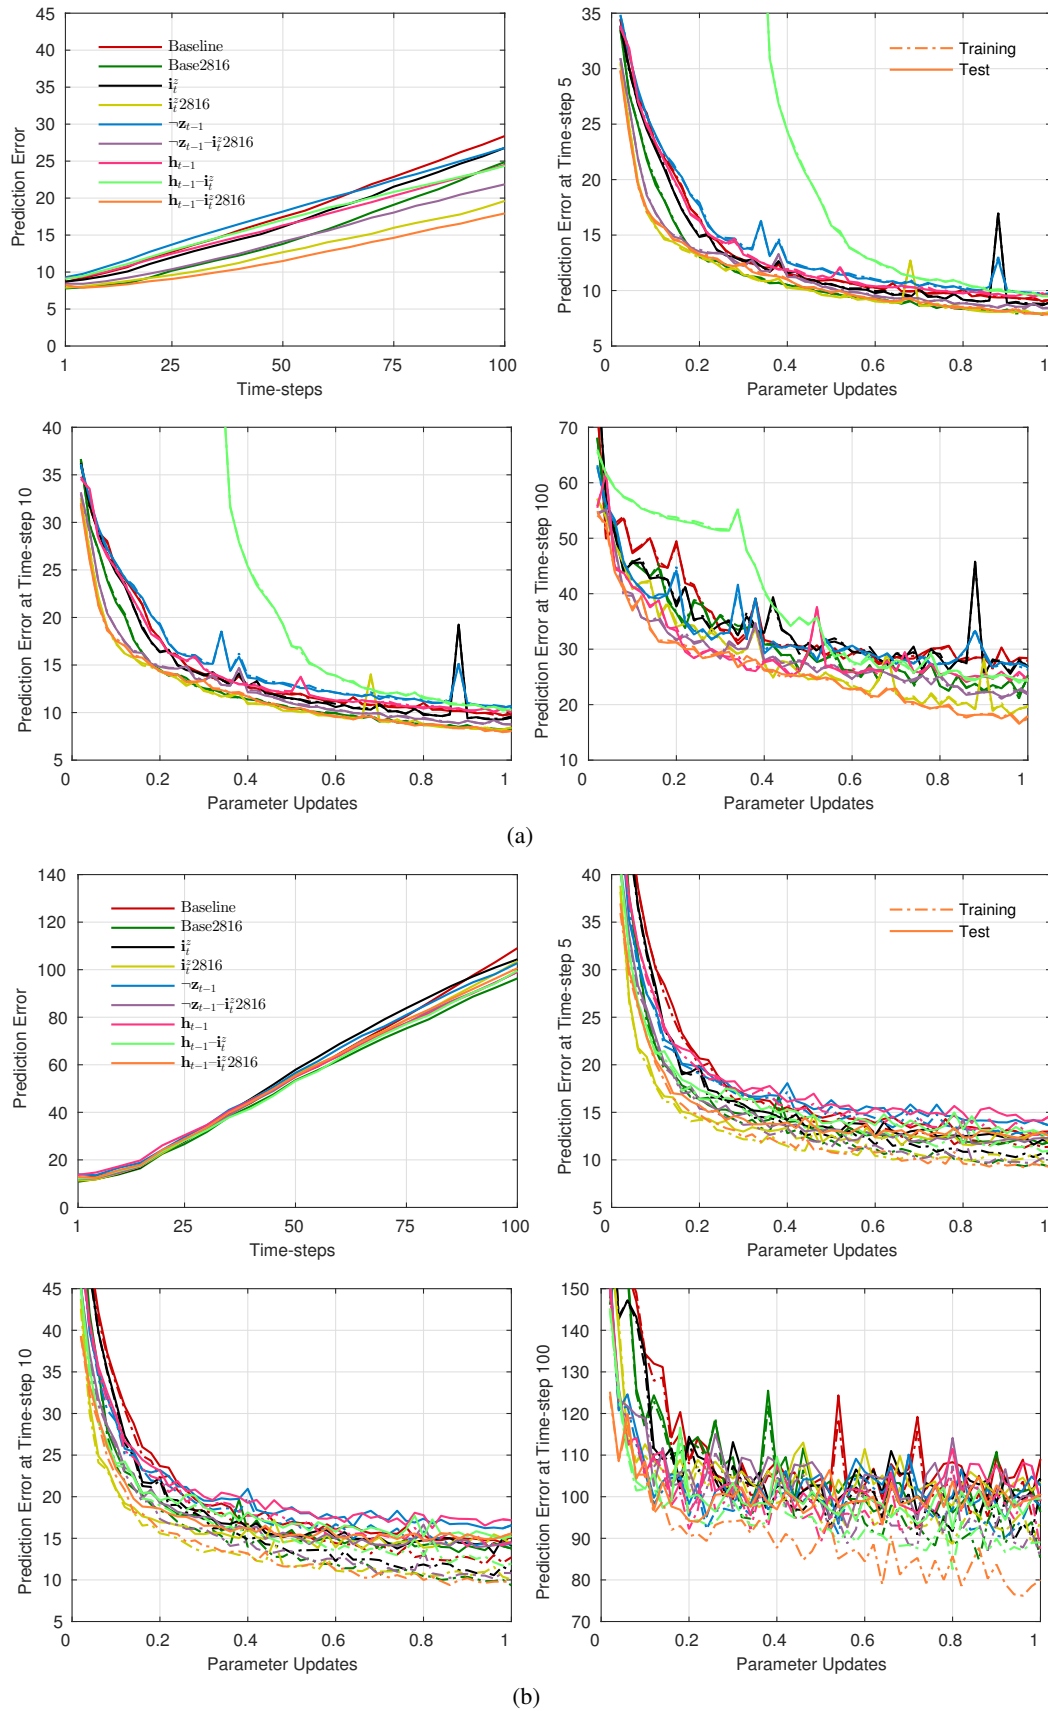 45
40
35
30
25
20
15
10
5
0
Prediction Error
Baseline
Base2816
i_t^z
i_t^z2816
¬z_{t−1}
¬z_{t−1}–i_t^z2816
h_{t−1}
h_{t−1}–i_t^z
h_{t−1}–i_t^z2816
1 25 50 75 100
Time-steps
35
30
25
20
15
10
5
Prediction Error at Time-step 5
Training
Test
0 0.2 0.4 0.6 0.8 1
Parameter Updates
40
35
30
25
20
15
10
5
Prediction Error at Time-step 10
0 0.2 0.4 0.6 0.8 1
Parameter Updates
70
60
50
40
30
20
10
Prediction Error at Time-step 100
0 0.2 0.4 0.6 0.8 1
Parameter Updates
(a)
140
120
100
80
60
40
20
0
Prediction Error
Baseline
Base2816
i_t^z
i_t^z2816
¬z_{t−1}
¬z_{t−1}–i_t^z2816
h_{t−1}
h_{t−1}–i_t^z
h_{t−1}–i_t^z2816
1 25 50 75 100
Time-steps
40
35
30
25
20
15
10
5
Prediction Error at Time-step 5
Training
Test
0 0.2 0.4 0.6 0.8 1
Parameter Updates
45
40
35
30
25
20
15
10
5
Prediction Error at Time-step 10
0 0.2 0.4 0.6 0.8 1
Parameter Updates
150
140
130
120
110
100
90
80
70
Prediction Error at Time-step 100
0 0.2 0.4 0.6 0.8 1
Parameter Updates
(b)